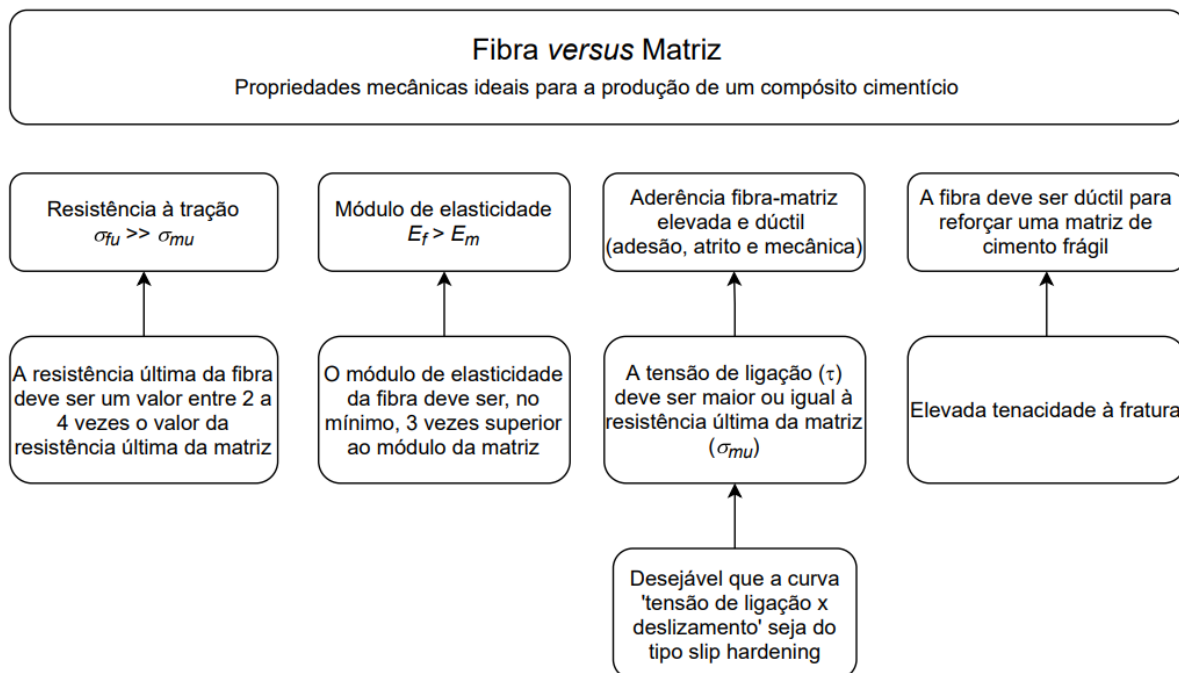 Fibra versus Matriz
Propriedades mecânicas ideais para a produção de um compósito cimentício
Resistência à tração
σfu >> σmu
Módulo de elasticidade
Ef > Em
Aderência fibra-matriz
elevada e dúctil
(adesão, atrito e mecânica)
A fibra deve ser dúctil para
reforçar uma matriz de
cimento frágil
A resistência última da fibra
deve ser um valor entre 2 a
4 vezes o valor da
resistência última da matriz
O módulo de elasticidade
da fibra deve ser, no
mínimo, 3 vezes superior
ao módulo da matriz
A tensão de ligação (τ)
deve ser maior ou igual à
resistência última da matriz
(σmu)
Elevada tenacidade à fratura
Desejável que a curva
'tensão de ligação x
deslizamento' seja do
tipo slip hardening